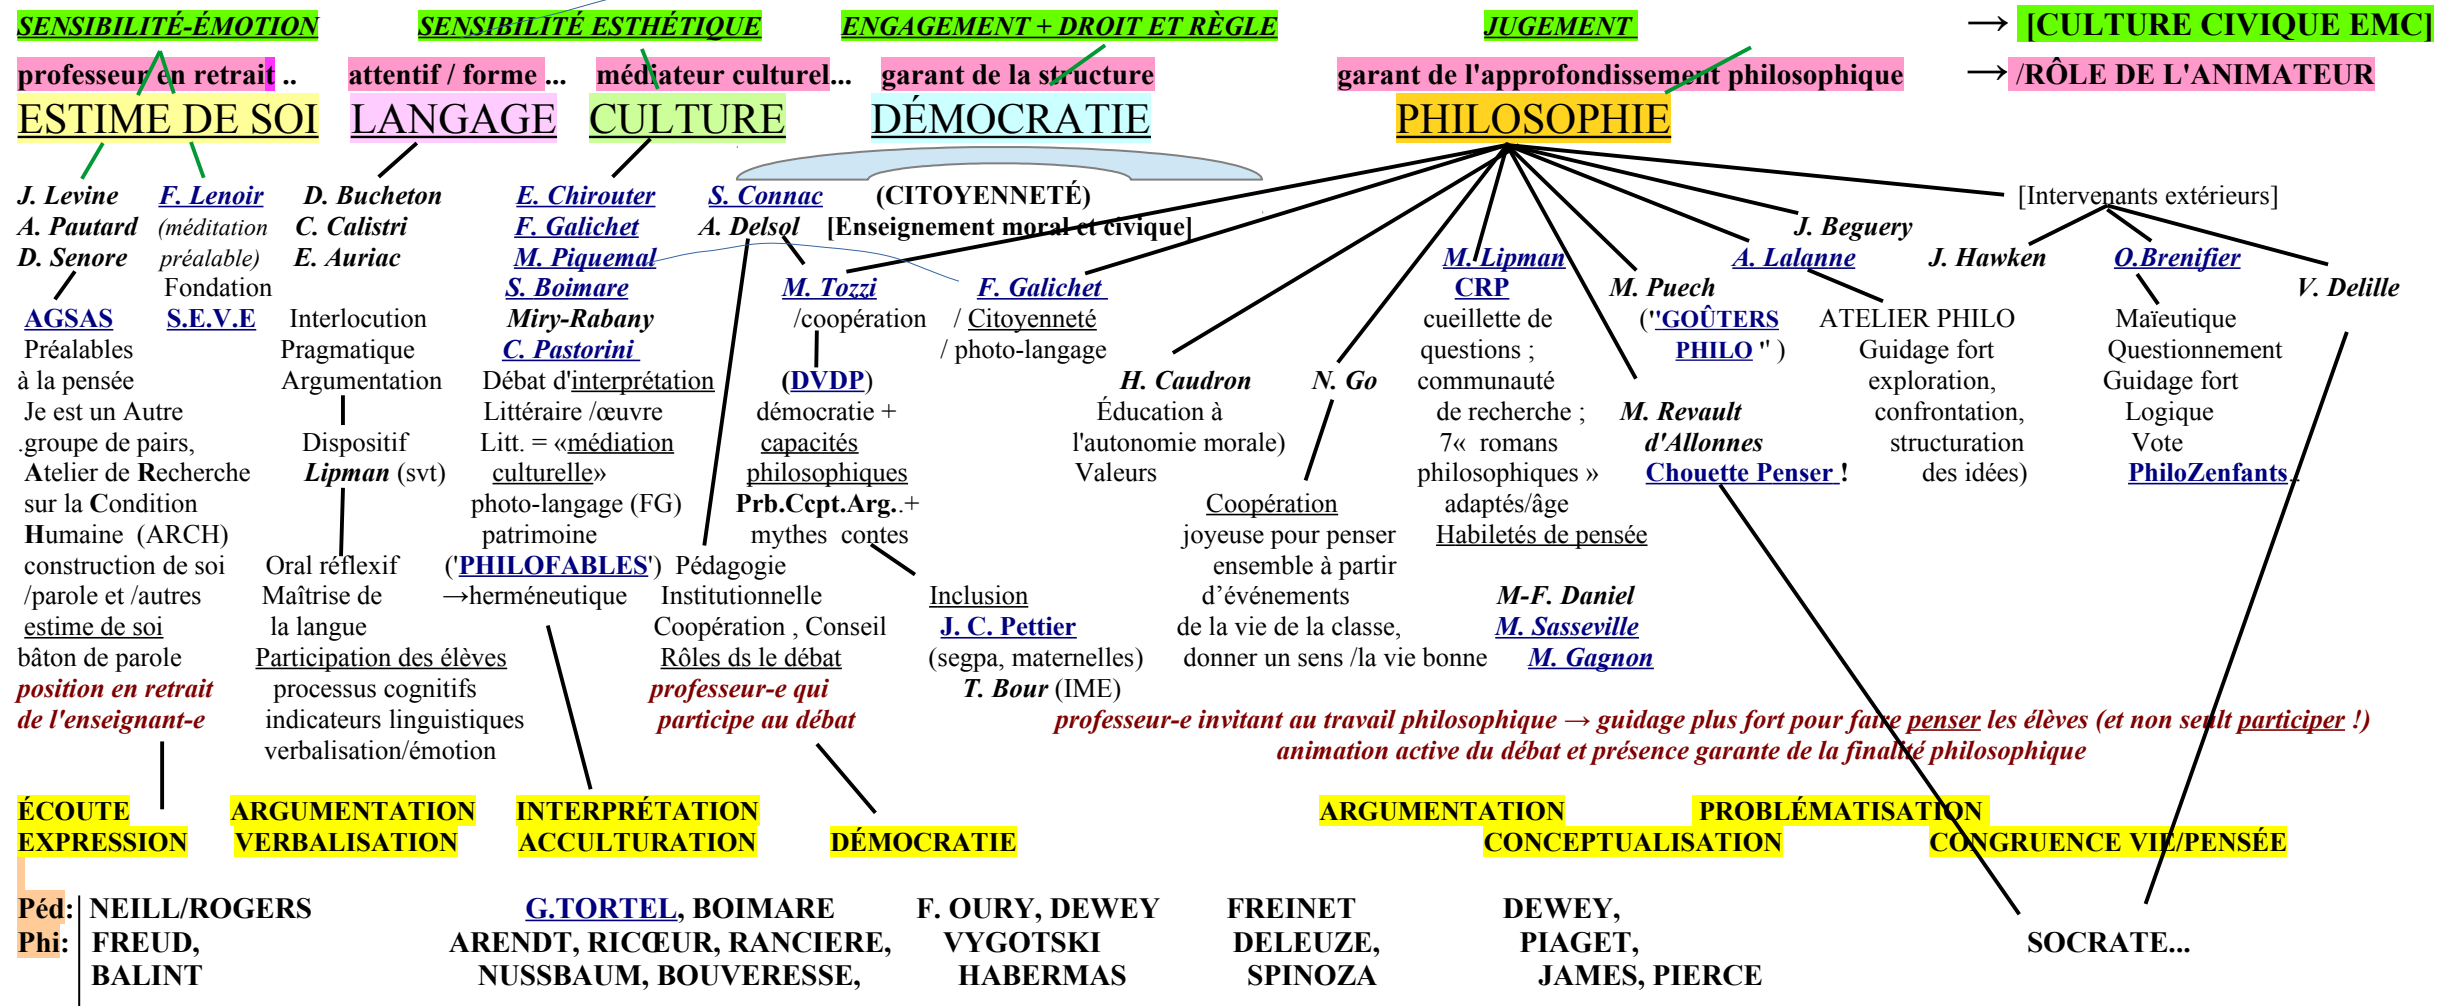 SENSIBILITÉ-ÉMOTION SENSIBILITÉ ESTHÉTIQUE ENGAGEMENT + DROIT ET RÈGLE JUGEMENT → [CULTURE CIVIQUE EMC]
professeur en retrait .. attentif / forme ... médiateur culturel... garant de la structure garant de l'approfondissement philosophique → /RÔLE DE L'ANIMATEUR
ESTIME DE SOI LANGAGE CULTURE DÉMOCRATIE PHILOSOPHIE
J. Levine
A. Pautard
D. Senore
AGSAS
Préalables
à la pensée
Je est un Autre
.groupe de pairs,
Atelier de Recherche
sur la Condition
Humaine (ARCH)
construction de soi
/parole et /autres
estime de soi
bâton de parole
position en retrait
de l'enseignant-e
F. Lenoir
(méditation
préalable)
Fondation
S.E.V.E
D. Bucheton
C. Calistri
E. Auriac
Interlocution
Pragmatique
Argumentation
Dispositif
Lipman (svt)
Oral réflexif
Maîtrise de
la langue
Participation des élèves
processus cognitifs
indicateurs linguistiques
verbalisation/émotion
E. Chirouter
F. Galichet
M. Piquemal
S. Boimare
Miry-Rabany
C. Pastorini
Débat d'interprétation
Littéraire /œuvre
Litt. = «médiation
culturelle»
photo-langage (FG)
patrimoine
('PHILOFABLES')
→herméneutique
S. Connac
A. Delsol
(CITOYENNETÉ)
[Enseignement moral et civique]
Pédagogie
Institutionnelle
Coopération , Conseil
Rôles ds le débat
professeur-e qui
participe au débat
M. Tozzi
/coopération
(DVDP)
démocratie +
capacités
philosophiques
Prb.Ccpt.Arg..+
mythes contes
Inclusion
J. C. Pettier
(segpa, maternelles)
T. Bour (IME)
F. Galichet
/ Citoyenneté
/ photo-langage
H. Caudron
Éducation à
l'autonomie morale)
Valeurs
N. Go
Coopération
joyeuse pour penser
ensemble à partir
d’événements
de la vie de la classe,
donner un sens /la vie bonne
M. Lipman
CRP
cueillette de
questions ;
communauté
de recherche ;
7« romans
philosophiques »
adaptés/âge
Habiletés de pensée
M-F. Daniel
M. Sasseville
M. Gagnon
M. Puech
("GOÛTERS
PHILO " )
M. Revault
d'Allonnes
Chouette Penser !
J. Beguery
A. Lalanne
ATELIER PHILO
Guidage fort
exploration,
confrontation,
structuration
des idées)
[Intervenants extérieurs]
J. Hawken
O.Brenifier
Maïeutique
Questionnement
Guidage fort
Logique
Vote
PhiloZenfants..
V. Delille
professeur-e invitant au travail philosophique → guidage plus fort pour faire penser les élèves (et non seult participer !)
animation active du débat et présence garante de la finalité philosophique
ÉCOUTE ARGUMENTATION INTERPRÉTATION ARGUMENTATION PROBLÉMATISATION
EXPRESSION VERBALISATION ACCULTURATION DÉMOCRATIE CONCEPTUALISATION CONGRUENCE VIE/PENSÉE
Péd: NEILL/ROGERS G.TORTEL, BOIMARE F. OURY, DEWEY FREINET DEWEY,
Phi: FREUD, ARENDT, RICŒUR, RANCIERE, VYGOTSKI DELEUZE, PIAGET, SOCRATE...
BALINT NUSSBAUM, BOUVERESSE, HABERMAS SPINOZA JAMES, PIERCE